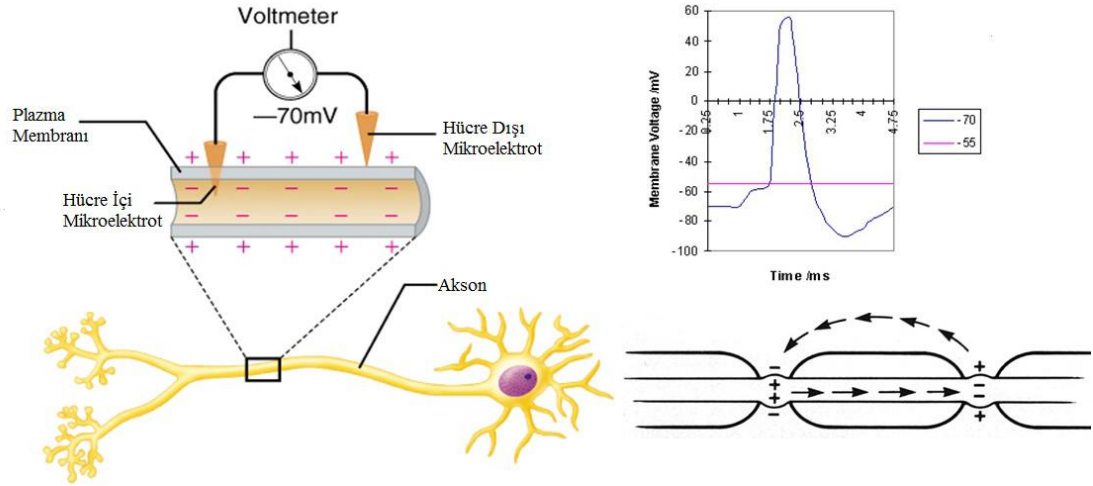 Voltmeter
—70mV
Plazma
Membranı
Hücre Dışı
Mikroelektrot
Hücre İçi
Mikroelektrot
Akson
Membrane Voltage /mV
60
40
20
0
-20
-40
-60
-80
-100
0.25
1
1.75
2.5
3.25
4
4.75
Time /ms
-70
-55